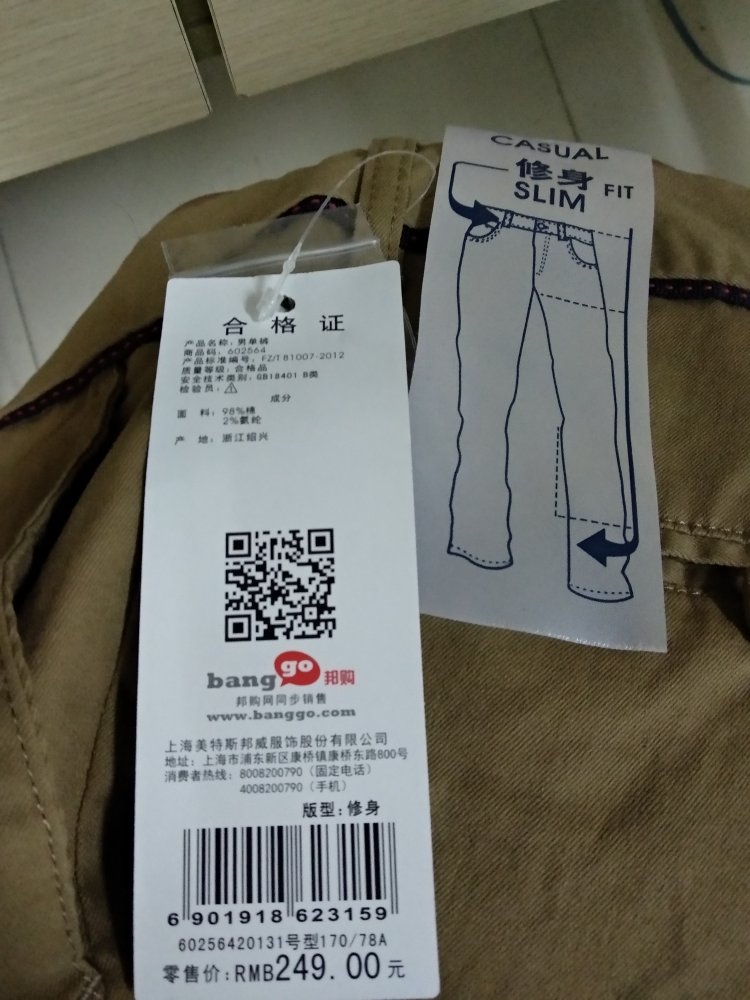 CASUAL
修身
SLIM FIT
合格证
产品名称：男单裤
商品码：602564
产品标准编号：FZ/T 81007-2012
质量等级：合格品
安全技术类别：GB18401 B类
检验员：
成分
面 料：98%棉
2%氨纶
产 地：浙江绍兴
banggo邦购
邦购网同步销售
www.banggo.com
上海美特斯邦威服饰股份有限公司
地址：上海市浦东新区康桥镇康桥东路800号
消费者热线：8008200790（固定电话）
4008200790（手机）
版型：修身
6 901918 623159
60256420131号型170/78A
零售价：RMB249.00元